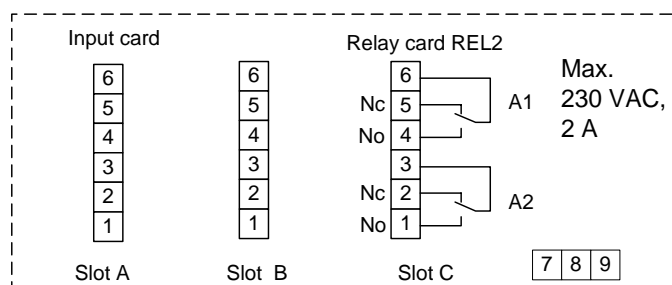 Input card
6
5
4
3
2
1
Slot A
6
5
4
3
2
1
Slot B
Relay card REL2
6
Nc 5
No 4
3
Nc 2
No 1
A1
A2
Slot C
Max.
230 VAC,
2 A
7 8 9